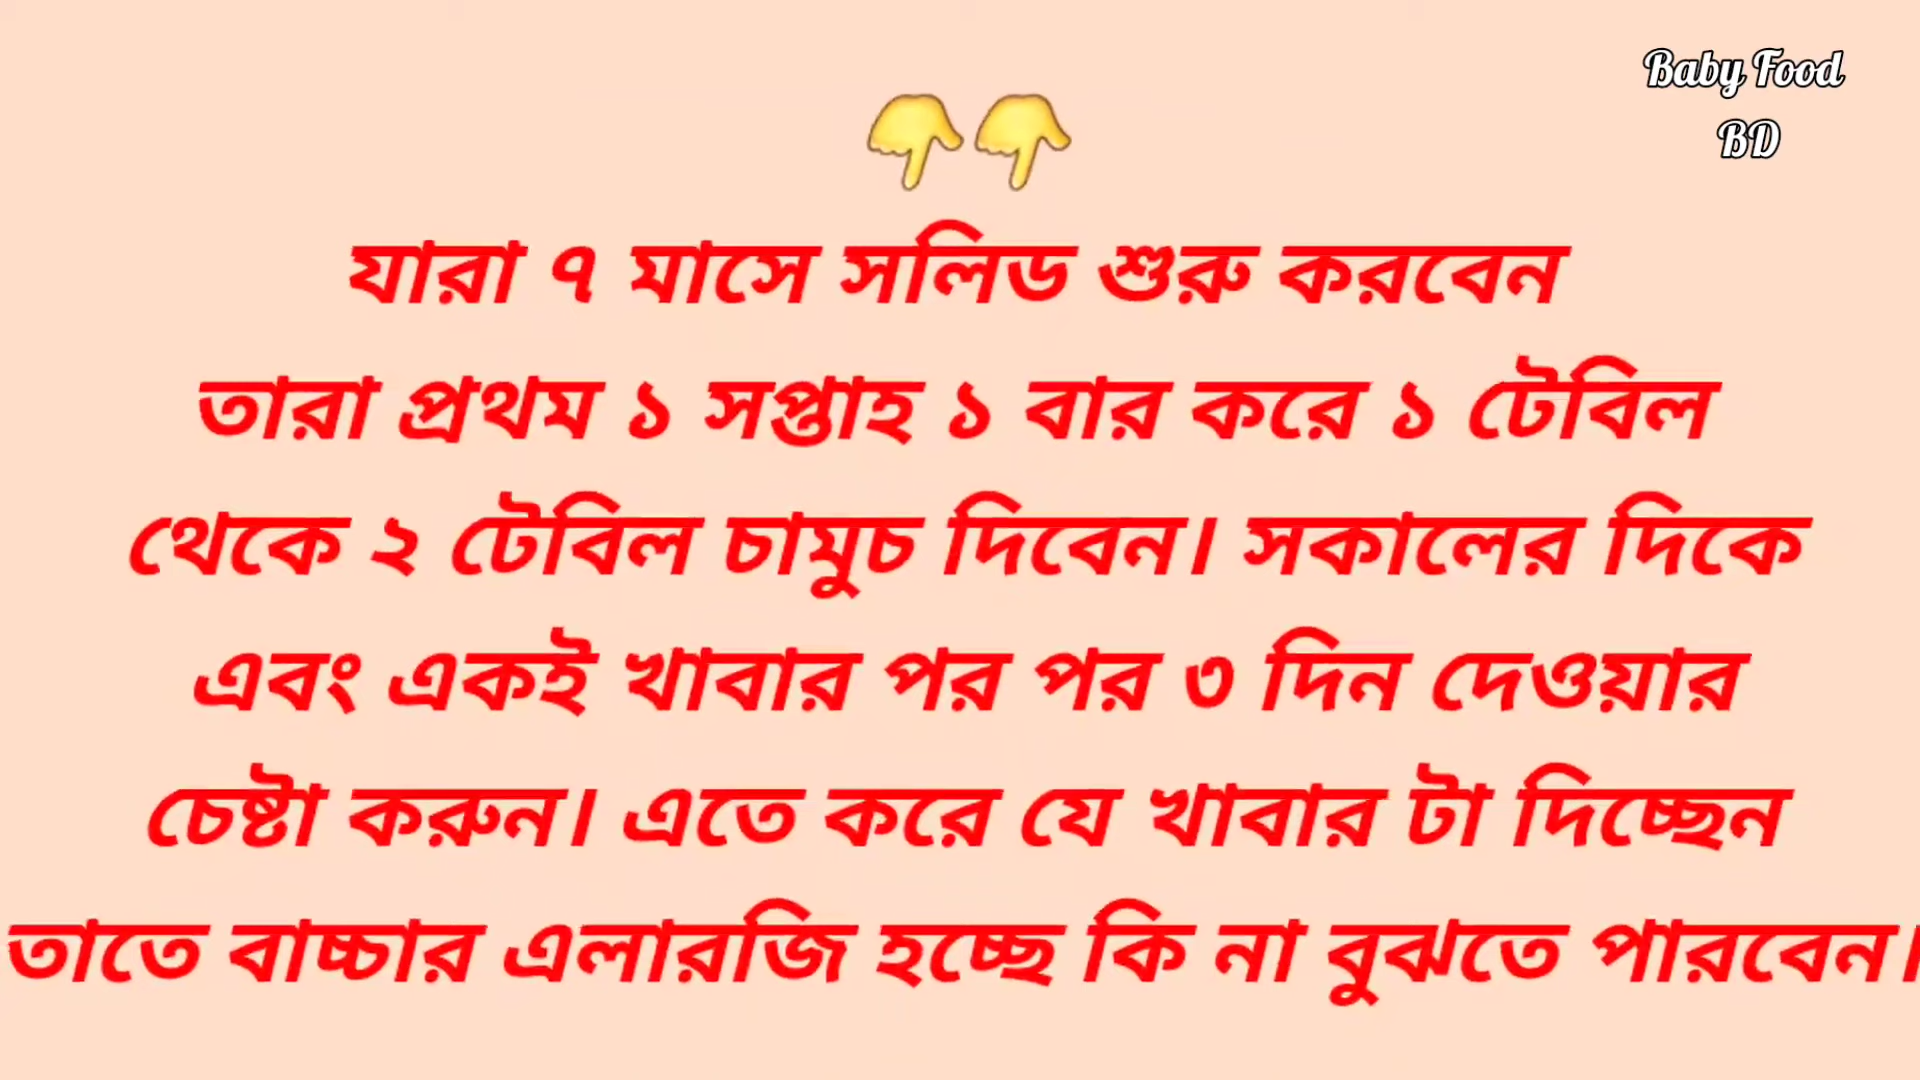 Baby Food
BD
যারা ৭ মাসে সলিড শুরু করবেন
তারা প্রথম ১ সপ্তাহ ১ বার করে ১ টেবিল
থেকে ২ টেবিল চামুচ দিবেন। সকালের দিকে
এবং একই খাবার পর পর ৩ দিন দেওয়ার
চেষ্টা করুন। এতে করে যে খাবার টা দিচ্ছেন
তাতে বাচ্চার এলারজি হচ্ছে কি না বুঝতে পারবেন।